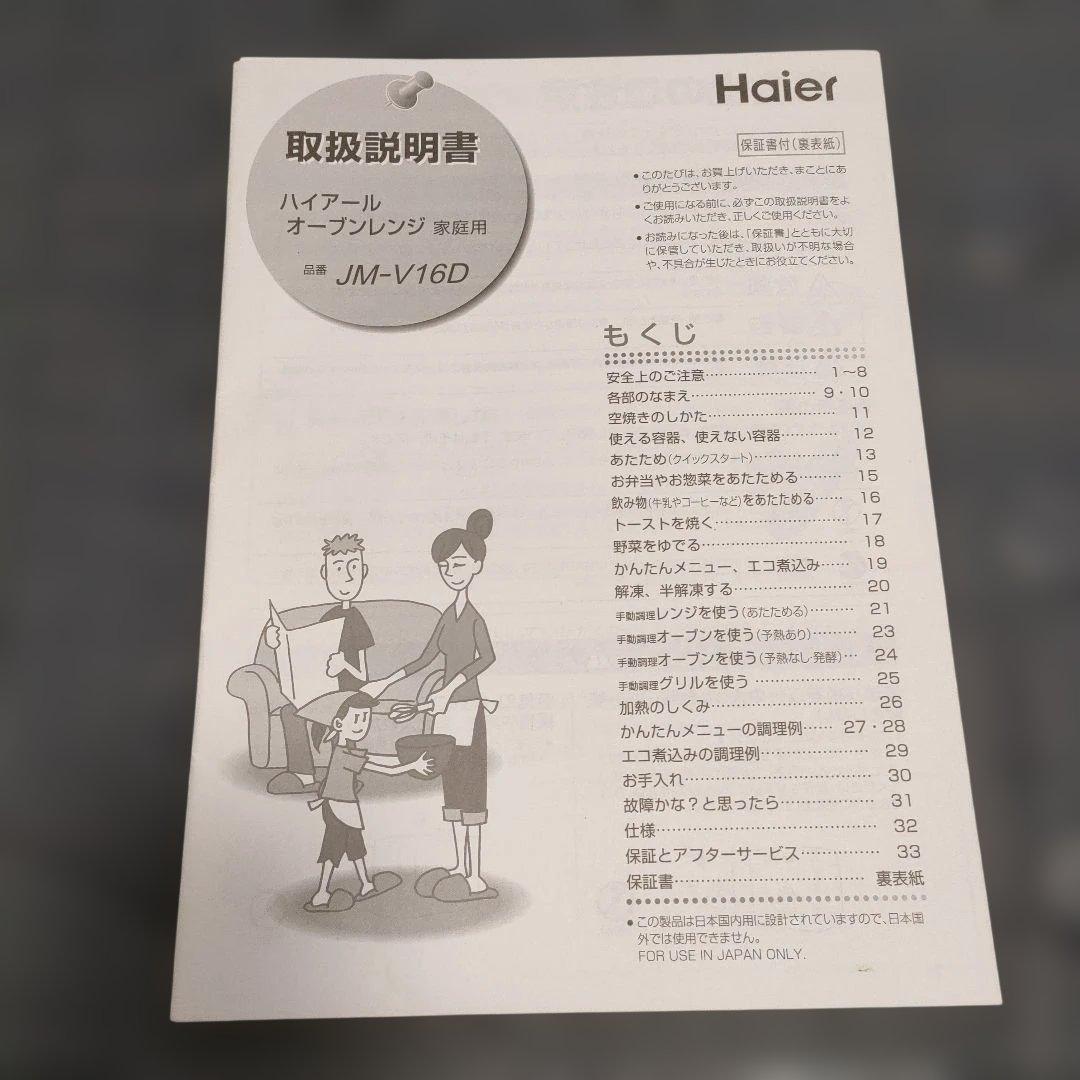 Haier
取扱説明書
ハイアール
オーブンレンジ 家庭用
品番 JM-V16D
保証書付(裏表紙)
●このたびは、お買上げいただき、まことにあ
りがとうございます。
●ご使用になる前に、必ずこの取扱説明書をよ
くお読みいただき、正しくご使用ください。
●お読みになった後は、「保証書」とともに大切
に保管していただき、取扱いが不明な場合
や、不具合が生じたときにお役立てください。
もくじ
安全上のご注意…………………… 1～8
各部のなまえ…………………… 9・10
空焼きのしかた…………………… 11
使える容器、使えない容器………… 12
あたため(クイックスタート)……………… 13
お弁当やお惣菜をあたためる……… 15
飲み物(牛乳やコーヒーなど)をあたためる…… 16
トーストを焼く…………………… 17
野菜をゆでる…………………… 18
かんたんメニュー、エコ煮込み…… 19
解凍、半解凍する…………………… 20
手動調理レンジを使う(あたためる)……… 21
手動調理オーブンを使う(予熱あり)……… 23
手動調理オーブンを使う(予熱なし・発酵)… 24
手動調理グリルを使う ………………… 25
加熱のしくみ…………………… 26
かんたんメニューの調理例…… 27・28
エコ煮込みの調理例………………… 29
お手入れ…………………… 30
故障かな？と思ったら……………… 31
仕様…………………… 32
保証とアフターサービス…………… 33
保証書…………………… 裏表紙
●この製品は日本国内用に設計されていますので、日本国
外では使用できません。
FOR USE IN JAPAN ONLY.